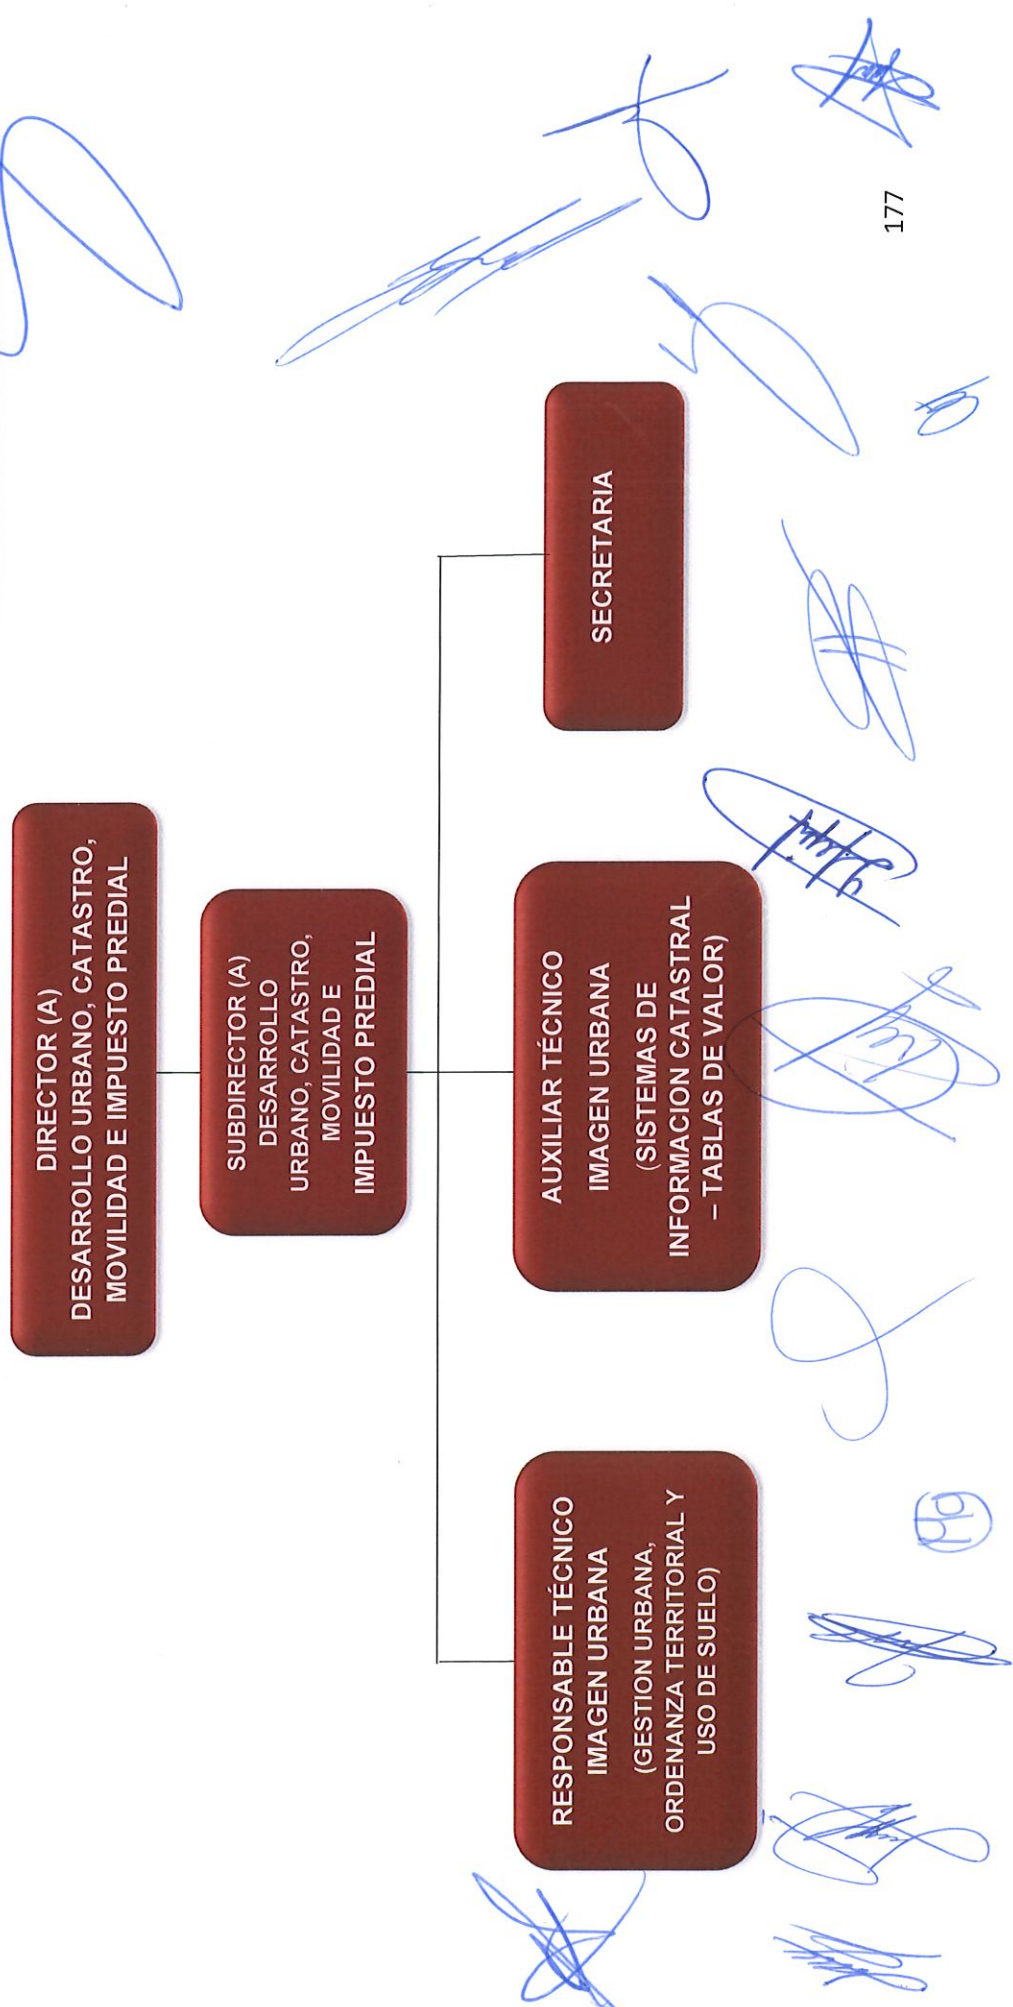 DIRECTOR (A)
DESARROLLO URBANO, CATASTRO,
MOVILIDAD E IMPUESTO PREDIAL
SUBDIRECTOR (A)
DESARROLLO
URBANO, CATASTRO,
MOVILIDAD E
IMPUESTO PREDIAL
RESPONSABLE TÉCNICO
IMAGEN URBANA
(GESTION URBANA,
ORDENANZA TERRITORIAL Y
USO DE SUELO)
AUXILIAR TÉCNICO
IMAGEN URBANA
(SISTEMAS DE
INFORMACION CATASTRAL
– TABLAS DE VALOR)
SECRETARIA
177